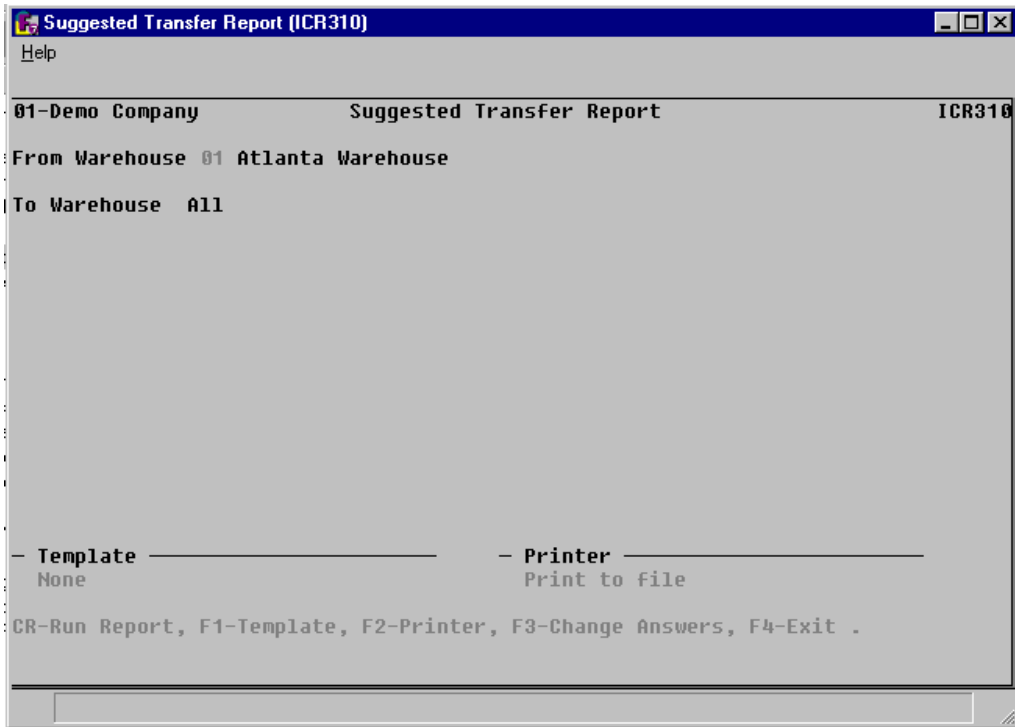 Suggested Transfer Report (ICR310)
Help
01-Demo Company Suggested Transfer Report ICR310
From Warehouse 01 Atlanta Warehouse
To Warehouse All
Template Printer
None Print to file
CR-Run Report, F1-Template, F2-Printer, F3-Change Answers, F4-Exit .